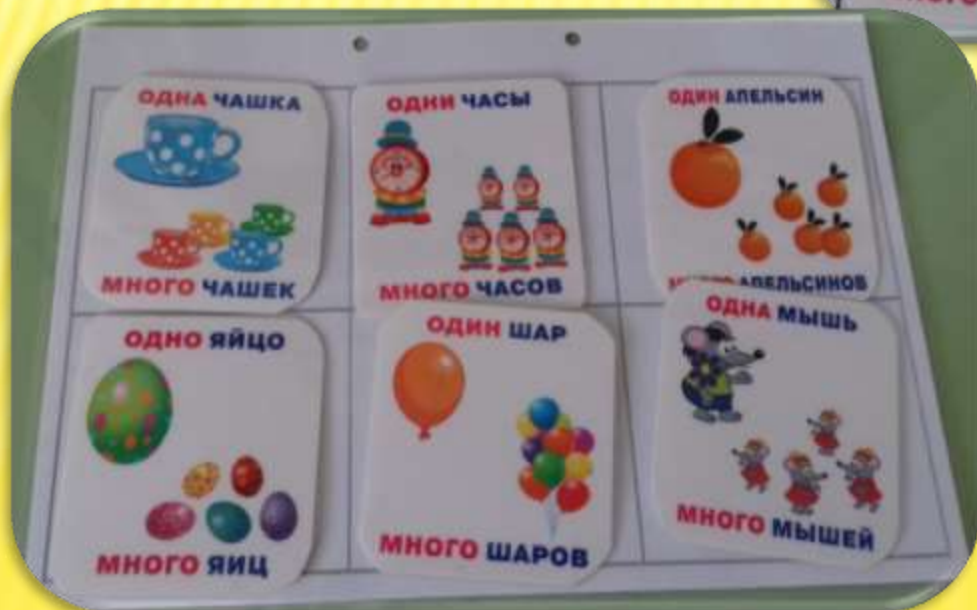 ОДНА ЧАШКА
МНОГО ЧАШЕК
ОДНИ ЧАСЫ
МНОГО ЧАСОВ
ОДИН АПЕЛЬСИН
МНОГО АПЕЛЬСИНОВ
ОДНО ЯЙЦО
МНОГО ЯИЦ
ОДИН ШАР
МНОГО ШАРОВ
ОДНА МЫШЬ
МНОГО МЫШЕЙ